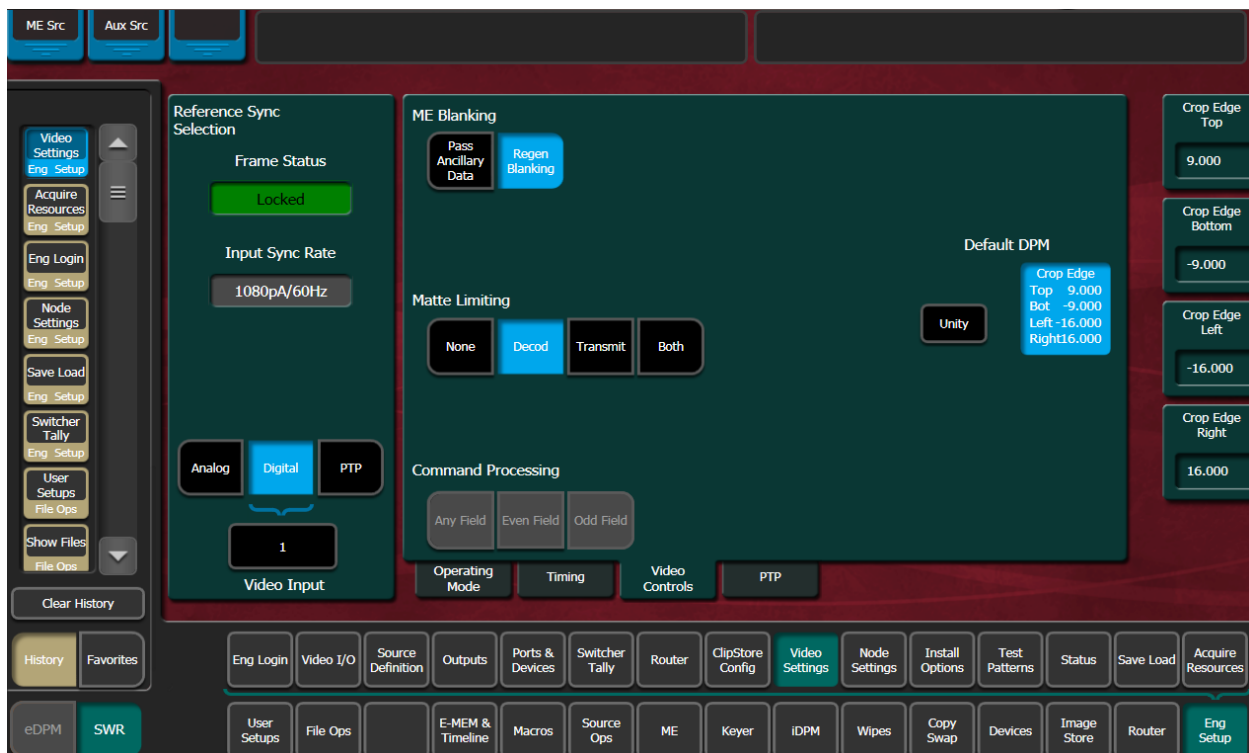 ME Src
Aux Src
Video
Settings
Eng Setup
Acquire
Resources
Eng Setup
Eng Login
Eng Setup
Node
Settings
Eng Setup
Save Load
Eng Setup
Switcher
Tally
Eng Setup
User
Setups
File Ops
Show Files
File Ops
Clear History
History
Favorites
eDPM
SWR
Reference Sync
Selection
Frame Status
Locked
Input Sync Rate
1080pA/60Hz
Analog
Digital
PTP
1
Video Input
ME Blanking
Pass
Ancillary
Data
Regen
Blanking
Matte Limiting
None
Decod
Transmit
Both
Command Processing
Any Field
Even Field
Odd Field
Default DPM
Unity
Crop Edge
Top 9.000
Bot -9.000
Left -16.000
Right16.000
Operating
Mode
Timing
Video
Controls
PTP
Crop Edge
Top
9.000
Crop Edge
Bottom
-9.000
Crop Edge
Left
-16.000
Crop Edge
Right
16.000
Eng Login
Video I/O
Source
Definition
Outputs
Ports &
Devices
Switcher
Tally
Router
ClipStore
Config
Video
Settings
Node
Settings
Install
Options
Test
Patterns
Status
Save Load
Acquire
Resources
User
Setups
File Ops
E-MEM &
Timeline
Macros
Source
Ops
ME
Keyer
iDPM
Wipes
Copy
Swap
Devices
Image
Store
Router
Eng
Setup